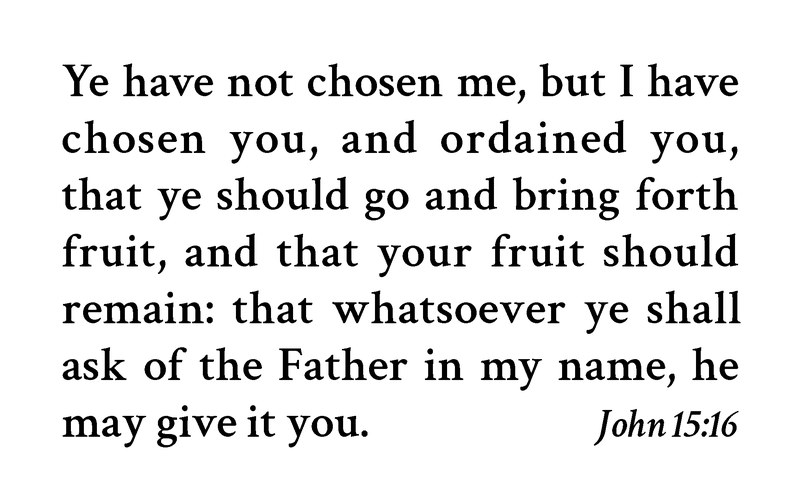 Ye have not chosen me, but I have
chosen you, and ordained you,
that ye should go and bring forth
fruit, and that your fruit should
remain: that whatsoever ye shall
ask of the Father in my name, he
may give it you. John 15:16